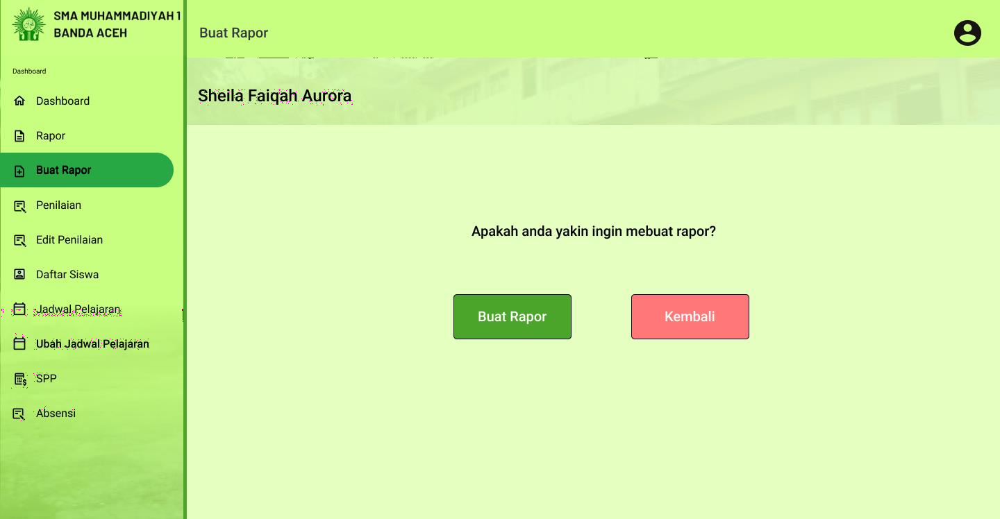 SMA MUHAMMADIYAH 1
BANDA ACEH
Buat Rapor
Dashboard
Sheila Faiqah Aurora
Dashboard
Rapor
Buat Rapor
Penilaian
Edit Penilaian
Daftar Siswa
Jadwal Pelajaran
Ubah Jadwal Pelajaran
SPP
Absensi
Apakah anda yakin ingin mebuat rapor?
Buat Rapor
Kembali